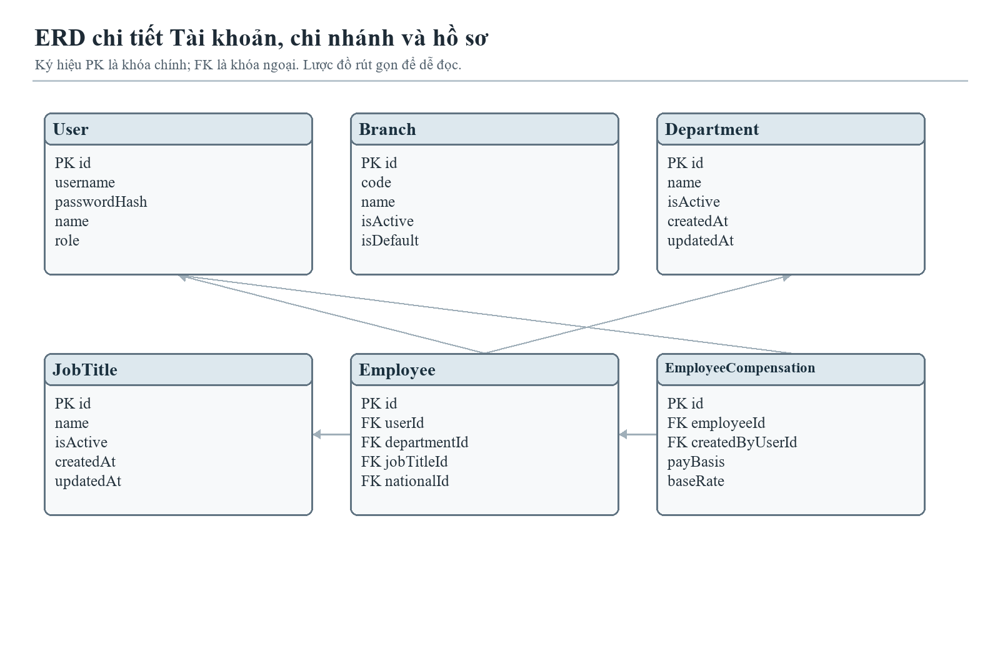 ERD chi tiết Tài khoản, chi nhánh và hồ sơ
Ký hiệu PK là khóa chính; FK là khóa ngoại. Lược đồ rút gọn để dễ đọc.
User
PK id
username
passwordHash
name
role
Branch
PK id
code
name
isActive
isDefault
Department
PK id
name
isActive
createdAt
updatedAt
JobTitle
PK id
name
isActive
createdAt
updatedAt
Employee
PK id
FK userId
FK departmentId
FK jobTitleId
FK nationalId
EmployeeCompensation
PK id
FK employeeId
FK createdByUserId
payBasis
baseRate